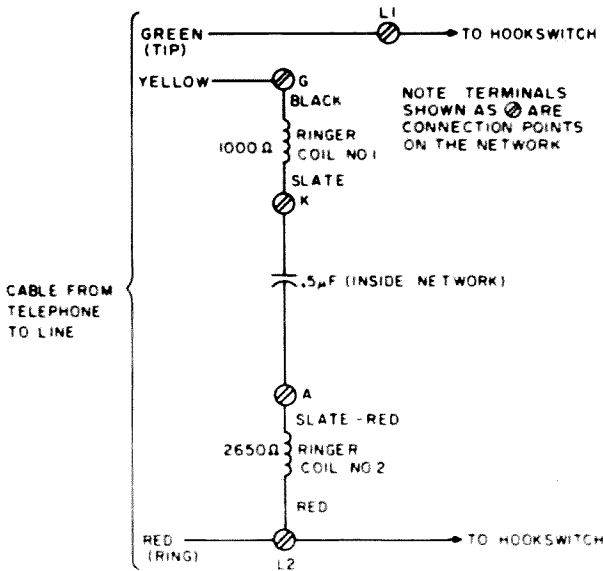 L1
GREEN
(TIP)
TO HOOKSWITCH
YELLOW
G
BLACK
NOTE TERMINALS
SHOWN AS ARE
CONNECTION POINTS
ON THE NETWORK
1000Ω
RINGER
COIL NO.1
SLATE
K
.5µF (INSIDE NETWORK)
CABLE FROM
TELEPHONE
TO LINE
A
SLATE-RED
2650Ω
RINGER
COIL NO.2
RED
RED
(RING)
TO HOOKSWITCH
L2